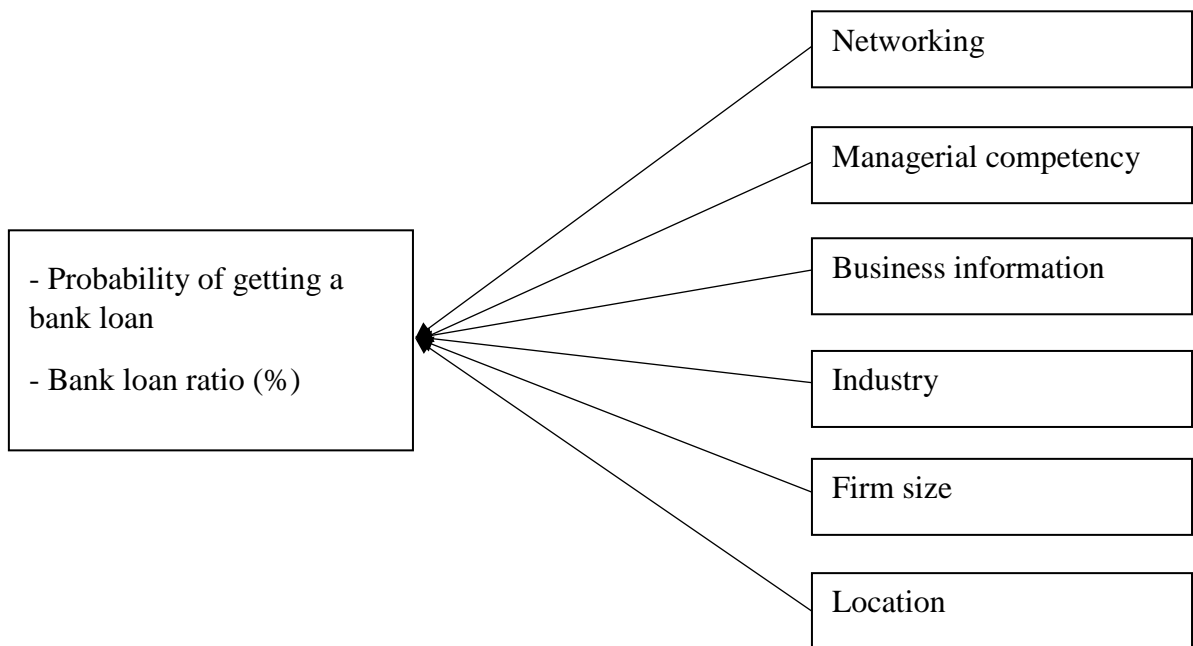 Networking
Managerial competency
- Probability of getting a
bank loan
- Bank loan ratio (%)
Business information
Industry
Firm size
Location